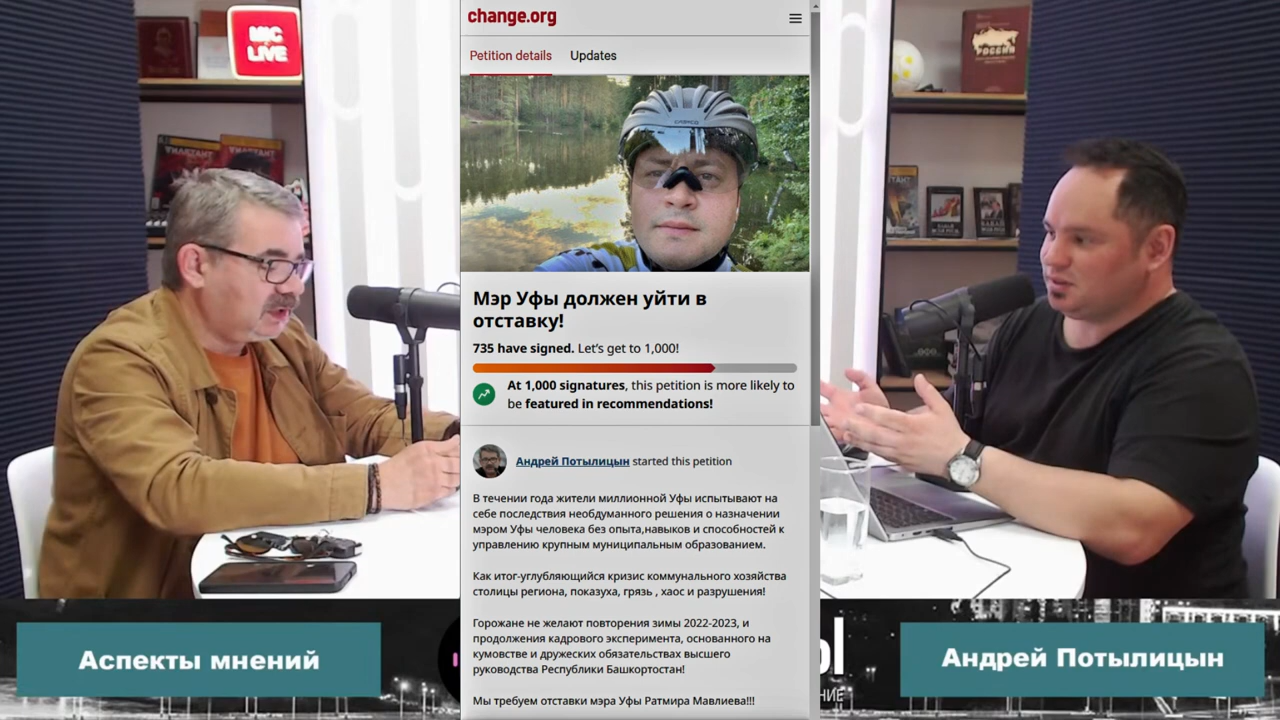 MIC
LIVE
РОССИЯ
change.org
Petition details
Updates
CASCO
Мэр Уфы должен уйти в
отставку!
735 have signed. Let's get to 1,000!
At 1,000 signatures, this petition is more likely to
be featured in recommendations!
Андрей Потылицын started this petition
В течении года жители миллионной Уфы испытывают на
себе последствия необдуманного решения о назначении
мэром Уфы человека без опыта,навыков и способностей к
управлению крупным муниципальным образованием.
Как итог-углубляющийся кризис коммунального хозяйства
столицы региона, показуха, грязь , хаос и разрушения!
Горожане не желают повторения зимы 2022-2023, и
продолжения кадрового эксперимента, основанного на
кумовстве и дружеских обязательствах высшего
руководства Республики Башкортостан!
Мы требуем отставки мэра Уфы Ратмира Мавлиева!!!
Аспекты мнений
Андрей Потылицын